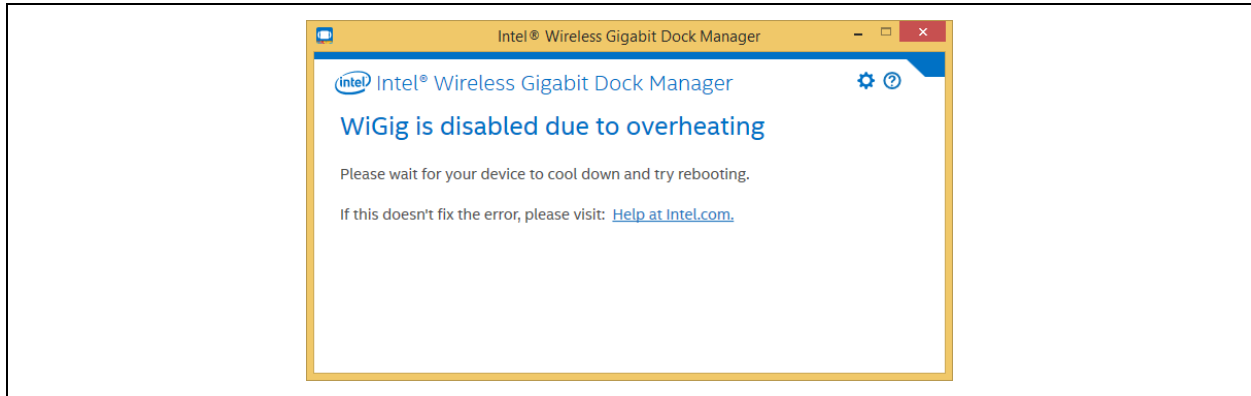 Intel® Wireless Gigabit Dock Manager
intel Intel® Wireless Gigabit Dock Manager
WiGig is disabled due to overheating
Please wait for your device to cool down and try rebooting.
If this doesn't fix the error, please visit: Help at Intel.com.